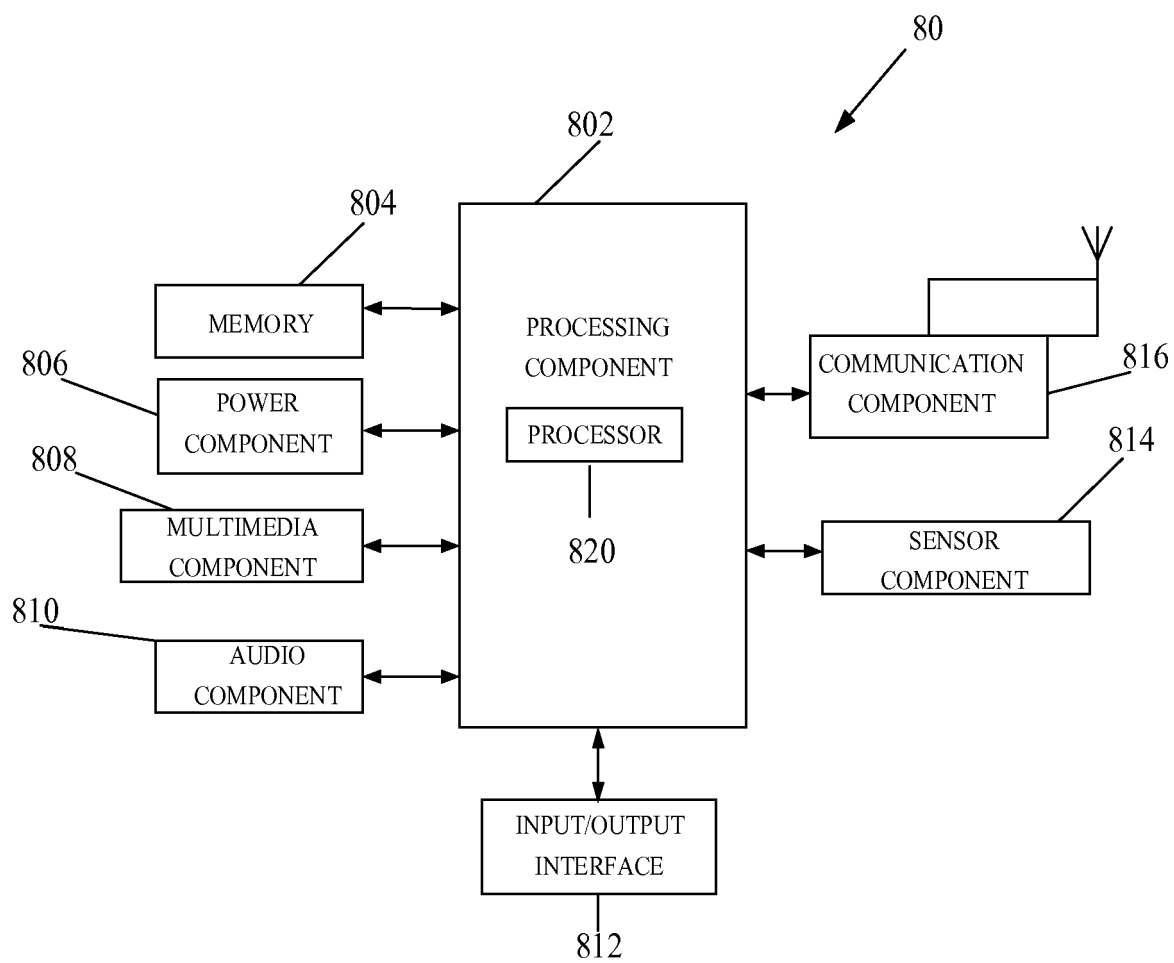 80
802
804
MEMORY
806
POWER
COMPONENT
808
MULTIMEDIA
COMPONENT
810
AUDIO
COMPONENT
PROCESSING
COMPONENT
PROCESSOR
820
COMMUNICATION
COMPONENT
816
814
SENSOR
COMPONENT
INPUT/OUTPUT
INTERFACE
812